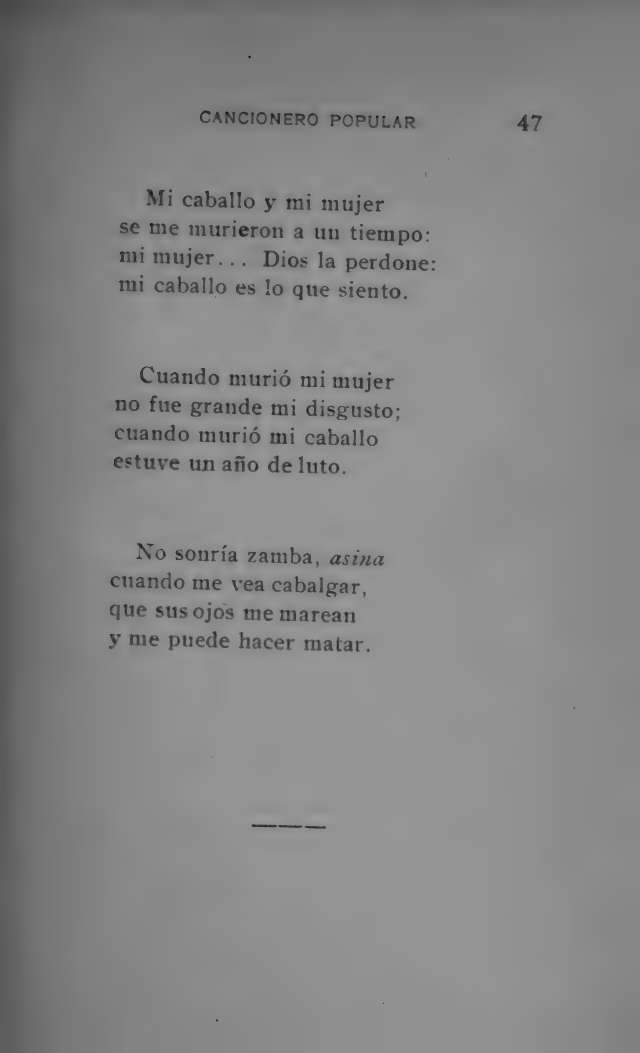 CANCIONERO POPULAR 47
Mi caballo y mi mujer
se me murieron a un tiempo:
mi mujer... Dios la perdone:
mi caballo es lo que siento.
Cuando murió mi mujer
no fue grande mi disgusto;
cuando murió mi caballo
estuve un año de luto.
No sonría zamba, asina
cuando me vea cabalgar,
que sus ojos me marean
y me puede hacer matar.